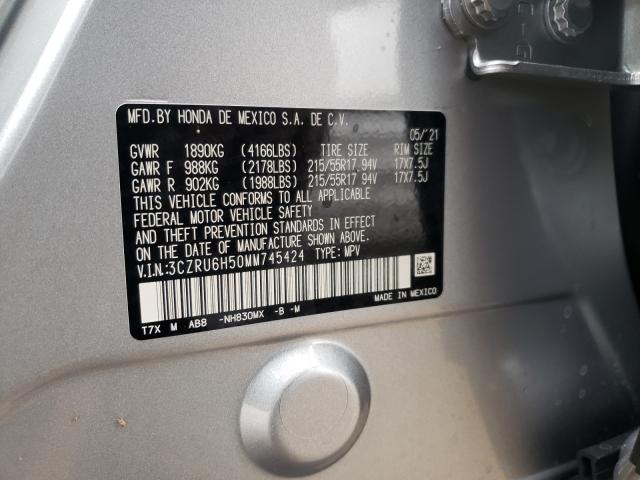 MFD.BY HONDA DE MEXICO S.A. DE C.V.
05/'21
GVWR 1890KG (4166LBS) TIRE SIZE RIM SIZE
GAWR F 988KG (2178LBS) 215/55R17 94V 17X7.5J
GAWR R 902KG (1988LBS) 215/55R17 94V 17X7.5J
THIS VEHICLE CONFORMS TO ALL APPLICABLE
FEDERAL MOTOR VEHICLE SAFETY
AND THEFT PREVENTION STANDARDS IN EFFECT
ON THE DATE OF MANUFACTURE SHOWN ABOVE.
V.I.N.:3CZRU6H50MM745424 TYPE: MPV
MADE IN MEXICO
T7X M AB8 -NH830MX -B -M